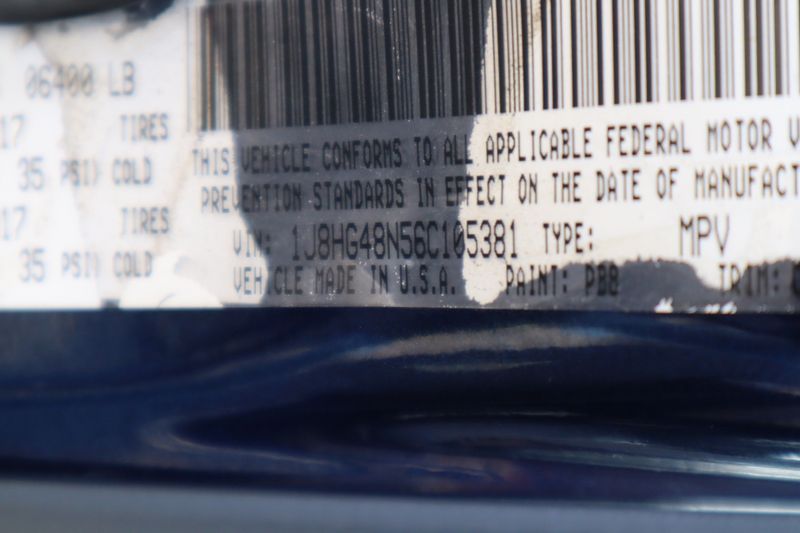 06400 LB
17 TIRES
35 PSI) COLD
17 TIRES
35 PSI) COLD
THIS VEHICLE CONFORMS TO ALL APPLICABLE FEDERAL MOTOR V
PREVENTION STANDARDS IN EFFECT ON THE DATE OF MANUFACT
VIN: 1J8HG48N56C105381 TYPE: MPV
VEHICLE MADE IN U.S.A. PAINT: TRIM: